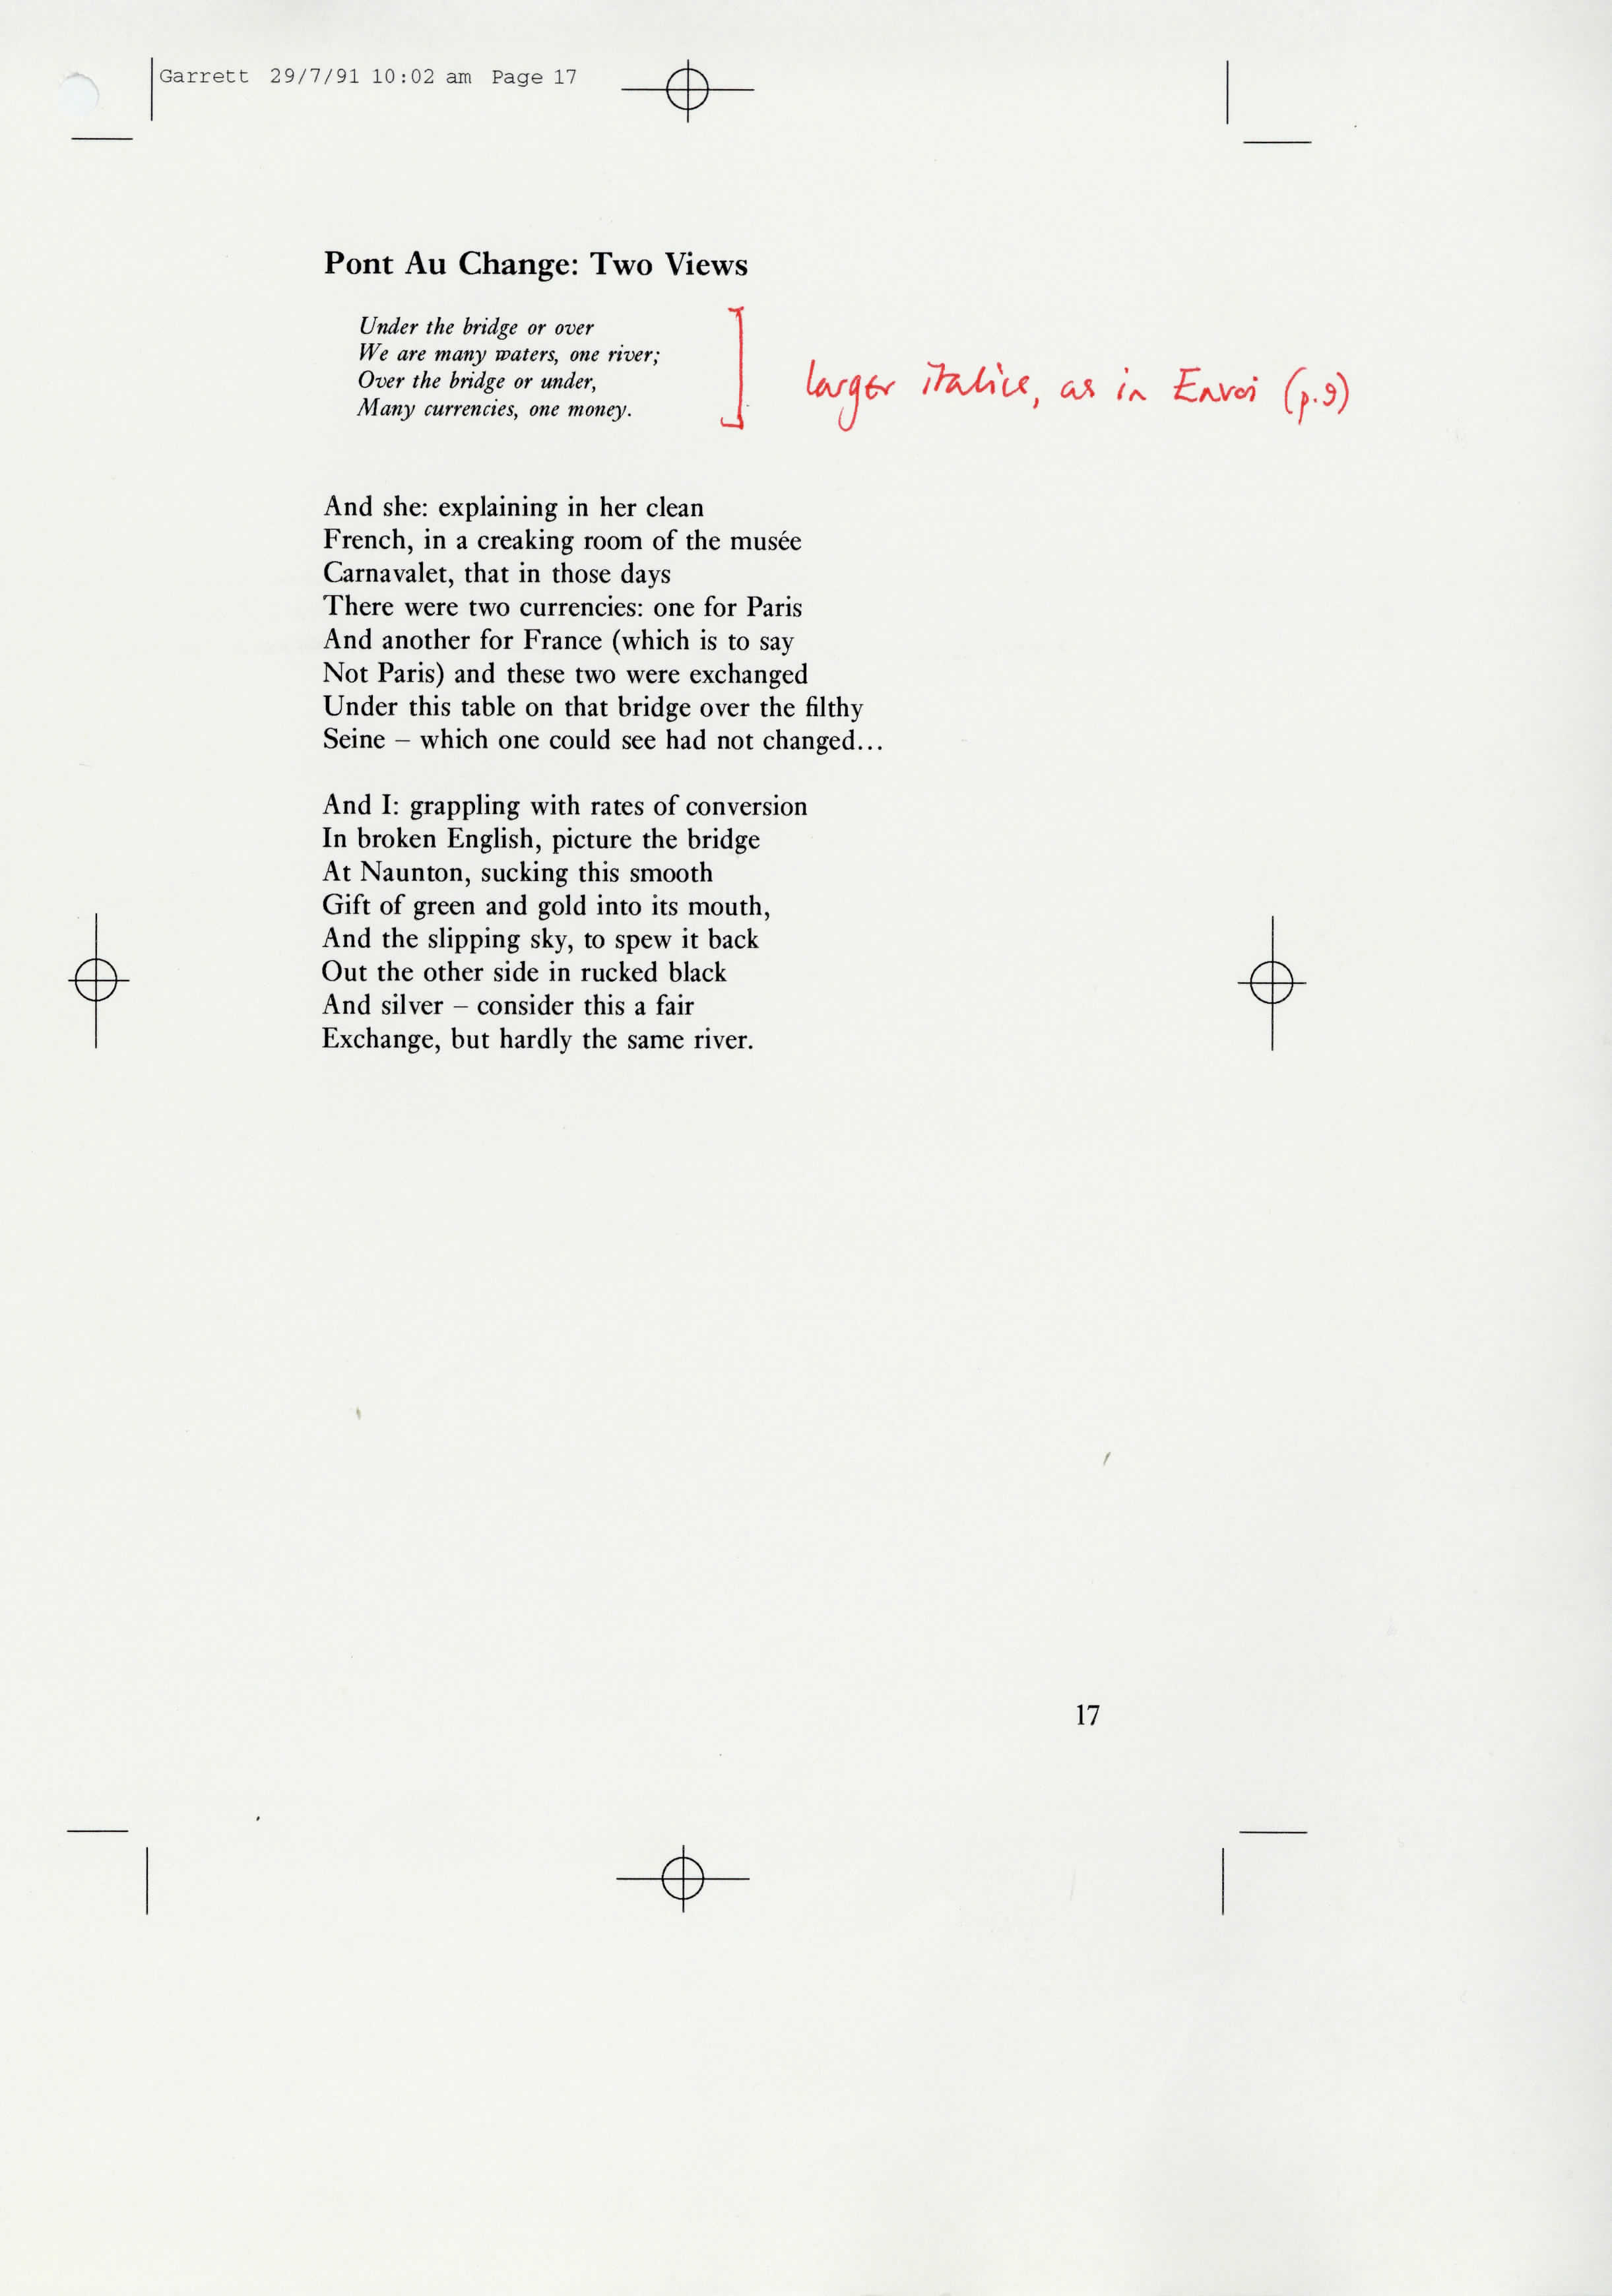 Garrett 29/7/91 10:02 am Page 17
Pont Au Change: Two Views
Under the bridge or over
We are many waters, one river;
Over the bridge or under,
Many currencies, one money.
larger italics, as in Envoi (p.9)
And she: explaining in her clean
French, in a creaking room of the musée
Carnavalet, that in those days
There were two currencies: one for Paris
And another for France (which is to say
Not Paris) and these two were exchanged
Under this table on that bridge over the filthy
Seine – which one could see had not changed...
And I: grappling with rates of conversion
In broken English, picture the bridge
At Naunton, sucking this smooth
Gift of green and gold into its mouth,
And the slipping sky, to spew it back
Out the other side in rucked black
And silver – consider this a fair
Exchange, but hardly the same river.
17